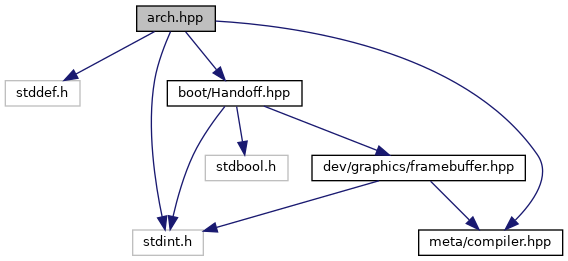 arch.hpp
stddef.h
boot/Handoff.hpp
stdbool.h
dev/graphics/framebuffer.hpp
stdint.h
meta/compiler.hpp